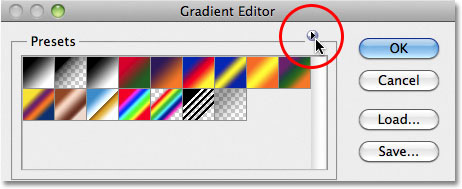 Gradient Editor
Presets
OK
Cancel
Load...
Save...